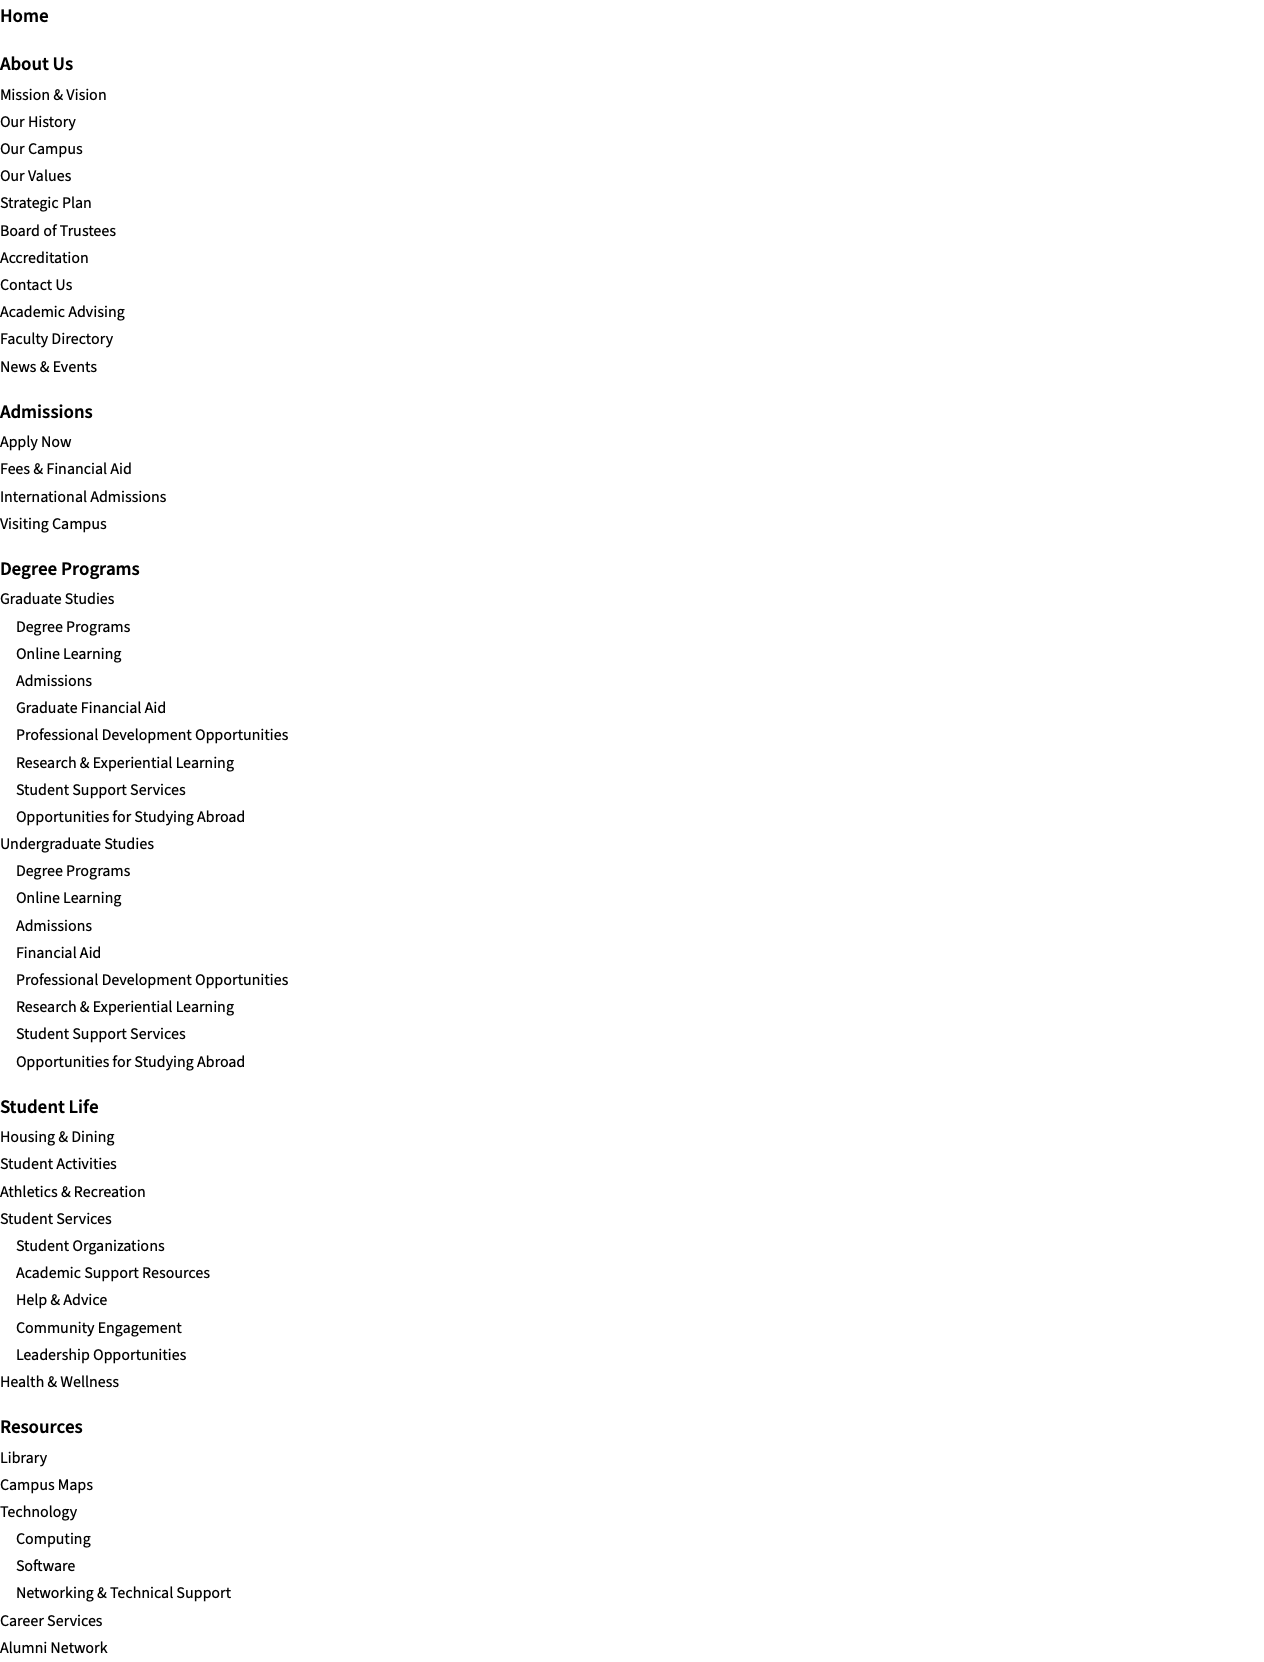 Home
About Us
Mission & Vision
Our History
Our Campus
Our Values
Strategic Plan
Board of Trustees
Accreditation
Contact Us
Academic Advising
Faculty Directory
News & Events
Admissions
Apply Now
Fees & Financial Aid
International Admissions
Visiting Campus
Degree Programs
Graduate Studies
Degree Programs
Online Learning
Admissions
Graduate Financial Aid
Professional Development Opportunities
Research & Experiential Learning
Student Support Services
Opportunities for Studying Abroad
Undergraduate Studies
Degree Programs
Online Learning
Admissions
Financial Aid
Professional Development Opportunities
Research & Experiential Learning
Student Support Services
Opportunities for Studying Abroad
Student Life
Housing & Dining
Student Activities
Athletics & Recreation
Student Services
Student Organizations
Academic Support Resources
Help & Advice
Community Engagement
Leadership Opportunities
Health & Wellness
Resources
Library
Campus Maps
Technology
Computing
Software
Networking & Technical Support
Career Services
Alumni Network